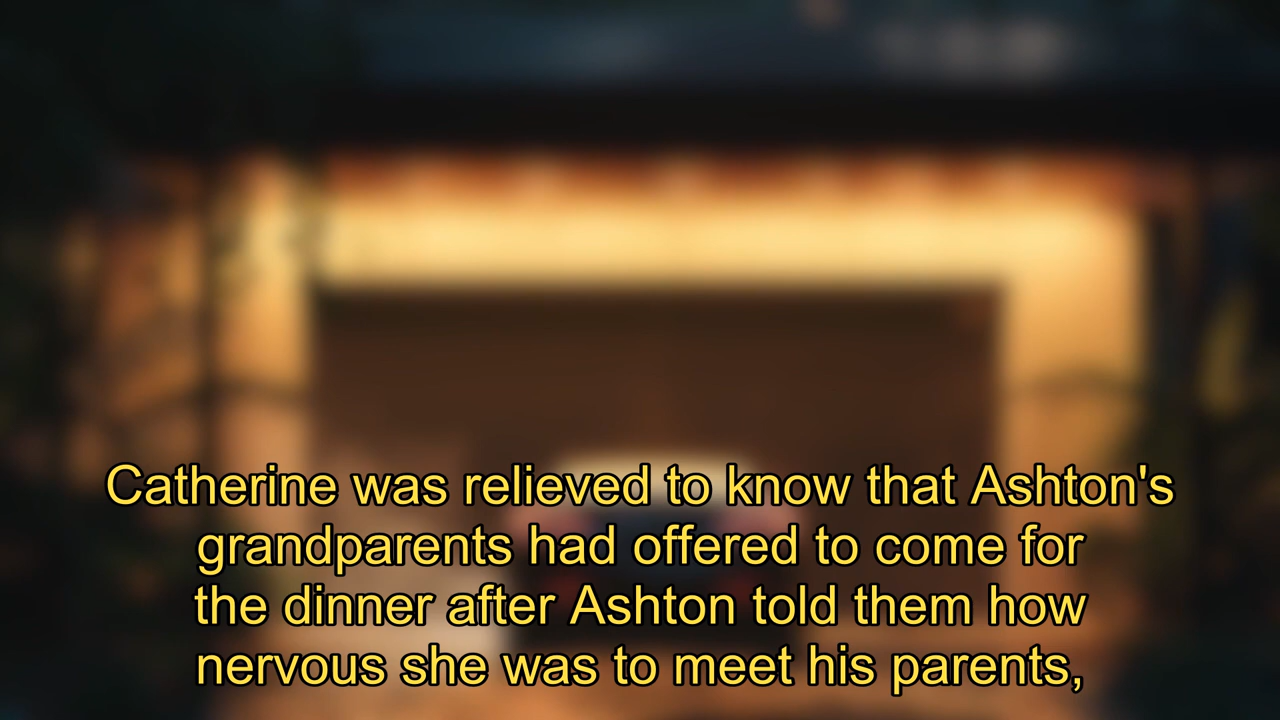 Catherine was relieved to know that Ashton's
grandparents had offered to come for
the dinner after Ashton told them how
nervous she was to meet his parents,